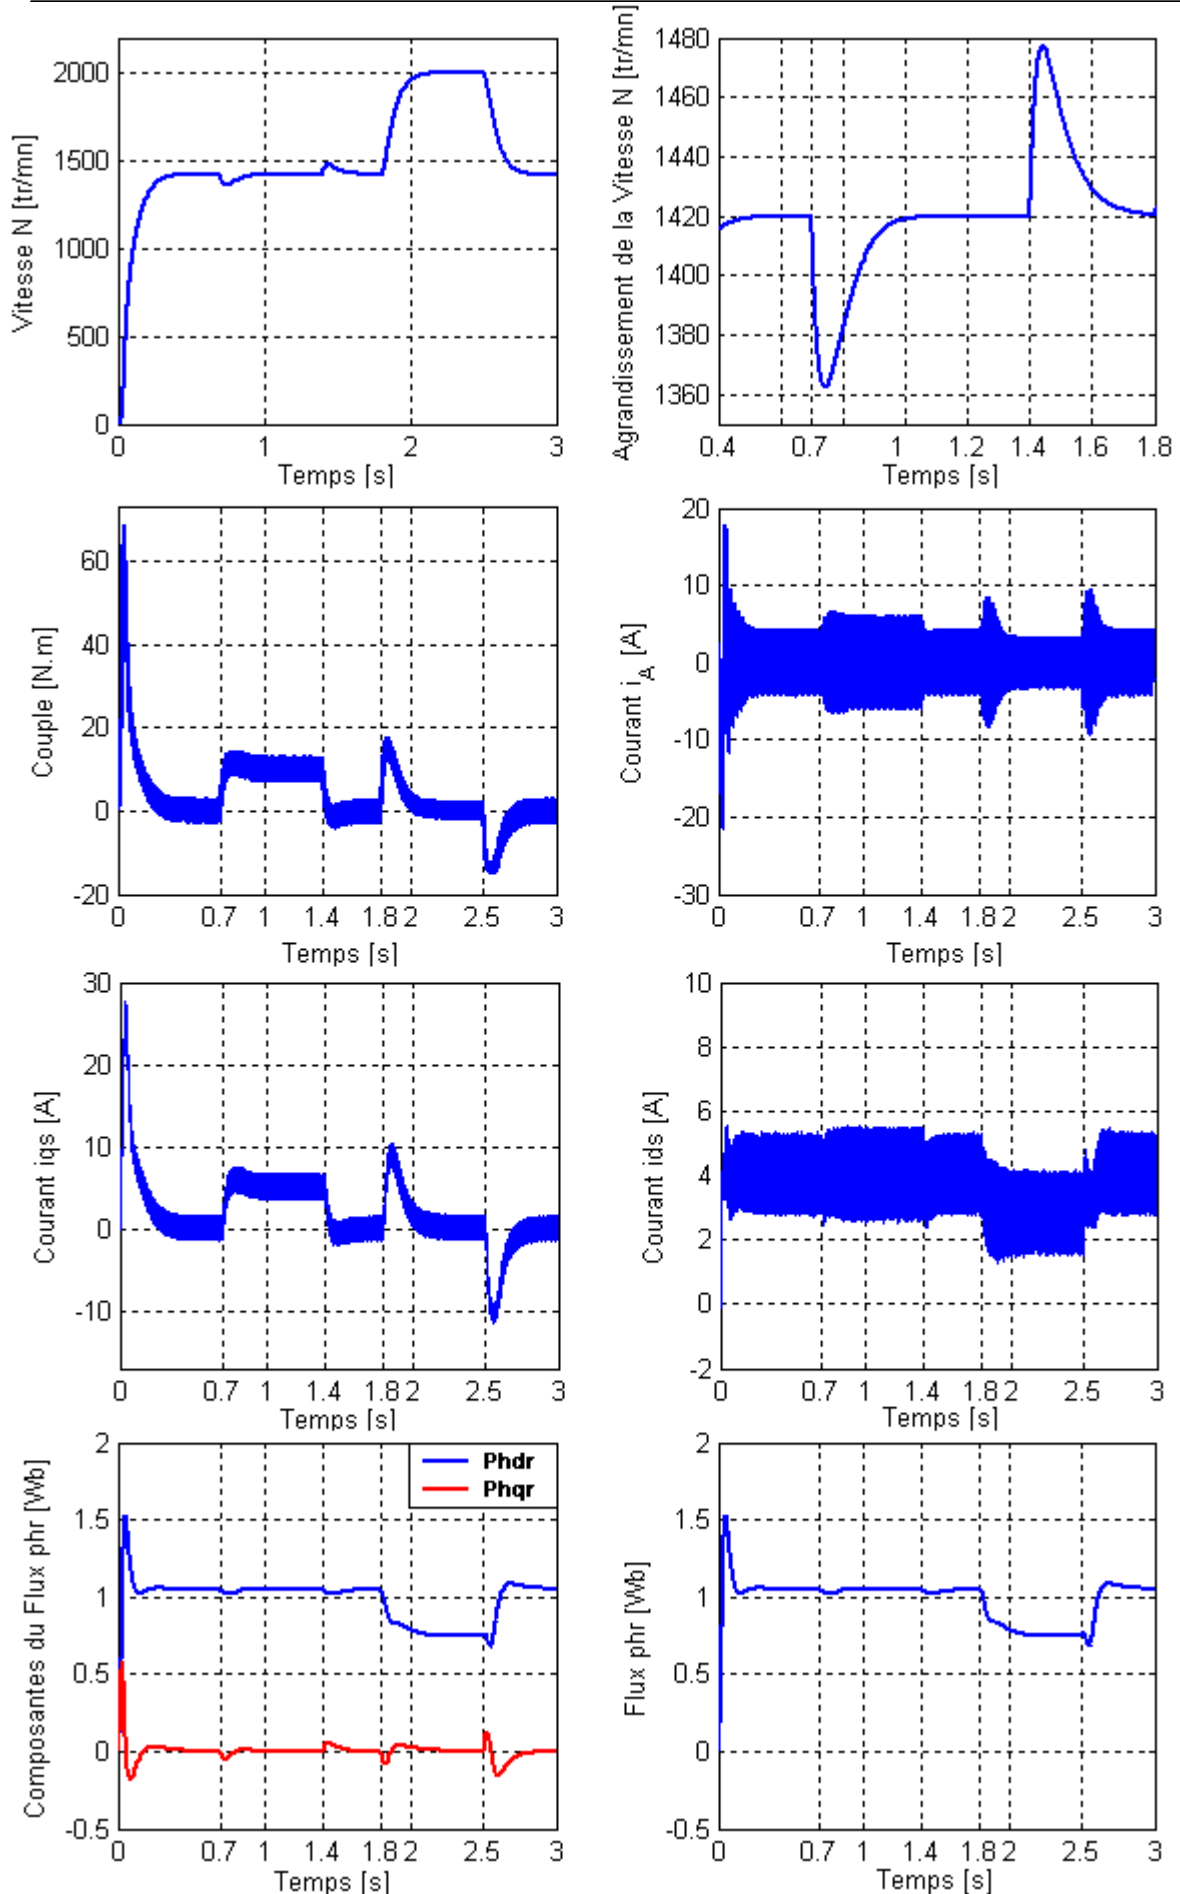 Vitesse N [tr/mn]
2000
1500
1000
500
0
0 1 2 3
Temps [s]
Agrandissement de la Vitesse N [tr/mn]
1480
1460
1440
1420
1400
1380
1360
0.4 0.7 1 1.2 1.4 1.6 1.8
Temps [s]
Couple [N.m]
60
40
20
0
-20
0 0.7 1 1.4 1.8 2 2.5 3
Temps [s]
Courant i_A [A]
20
10
0
-10
-20
-30
0 0.7 1 1.4 1.8 2 2.5 3
Temps [s]
Courant iqs [A]
30
20
10
0
-10
0 0.7 1 1.4 1.8 2 2.5 3
Temps [s]
Courant ids [A]
10
8
6
4
2
0
-2
0 0.7 1 1.4 1.8 2 2.5 3
Temps [s]
Composantes du Flux phr [Wb]
2
1.5
1
0.5
0
-0.5
Phdr
Phqr
0 0.7 1 1.4 1.8 2 2.5 3
Temps [s]
Flux phr [Wb]
2
1.5
1
0.5
0
-0.5
0 0.7 1 1.4 1.8 2 2.5 3
Temps [s]